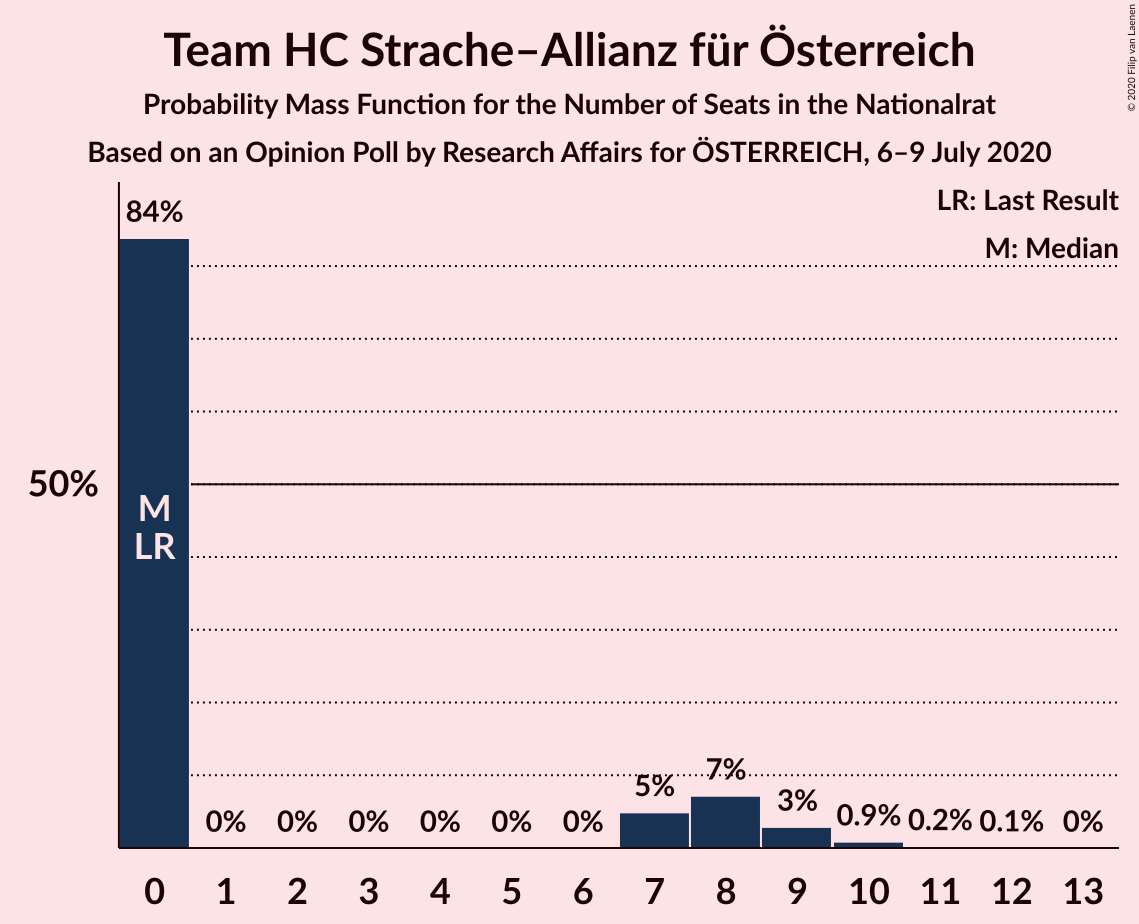 Team HC Strache–Allianz für Österreich
Probability Mass Function for the Number of Seats in the Nationalrat
Based on an Opinion Poll by Research Affairs for ÖSTERREICH, 6–9 July 2020
© 2020 Filip van Laenen
LR: Last Result
M: Median
84%
50%
M
LR
0% 0% 0% 0% 0% 0% 5% 7% 3% 0.9% 0.2% 0.1% 0%
0 1 2 3 4 5 6 7 8 9 10 11 12 13